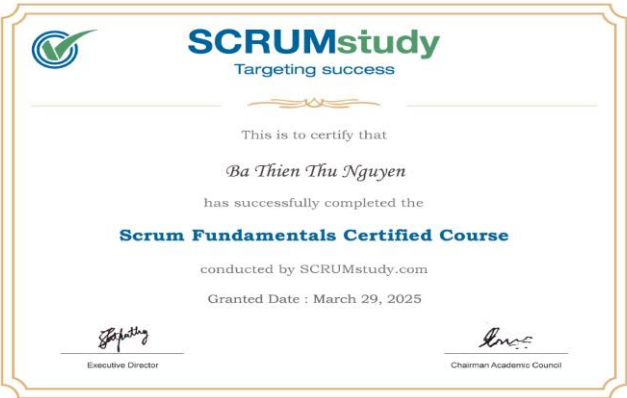 SCRUMstudy
Targeting success
This is to certify that
Ba Thien Thu Nguyen
has successfully completed the
Scrum Fundamentals Certified Course
conducted by SCRUMstudy.com
Granted Date : March 29, 2025
Executive Director
Chairman Academic Council